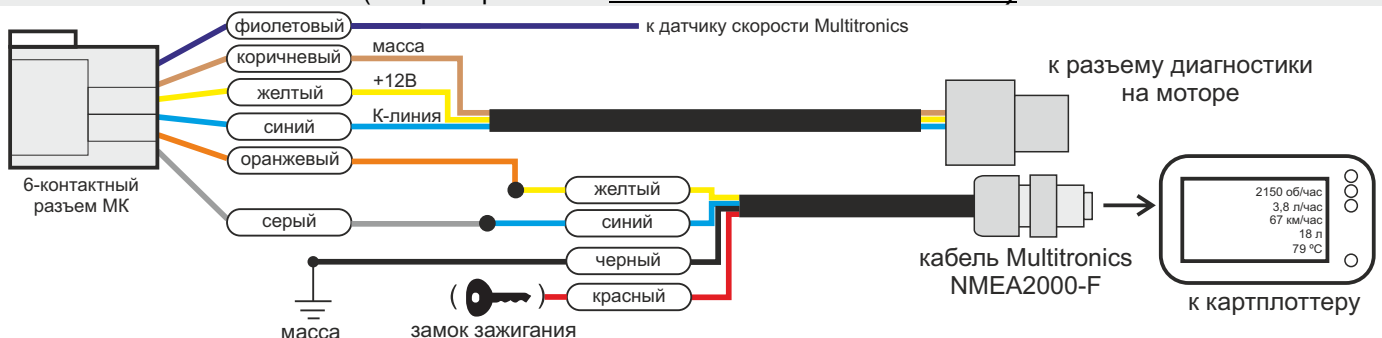 фиолетовый
к датчику скорости Multitronics
коричневый
масса
желтый
+12В
синий
К-линия
оранжевый
серый
6-контактный
разъем МК
к разъему диагностики
на моторе
желтый
синий
черный
красный
масса
замок зажигания
кабель Multitronics
NMEA2000-F
2150 об/час
3,8 л/час
67 км/час
18 л
79 ºC
к картплоттеру